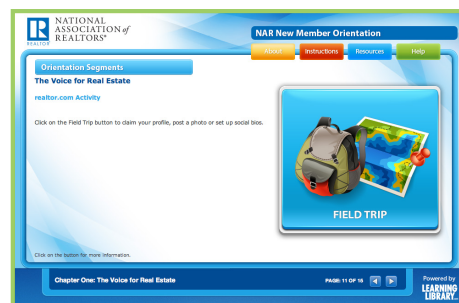 NATIONAL
ASSOCIATION of
REALTORS®
REALTOR®
NAR New Member Orientation
About
Instructions
Resources
Help
Orientation Segments
The Voice for Real Estate
realtor.com Activity
Click on the Field Trip button to claim your profile, post a photo or set up social bios.
FIELD TRIP
Click on the button for more information.
Chapter One: The Voice for Real Estate
PAGE: 11 OF 16
Powered by
LEARNING
LIBRARY